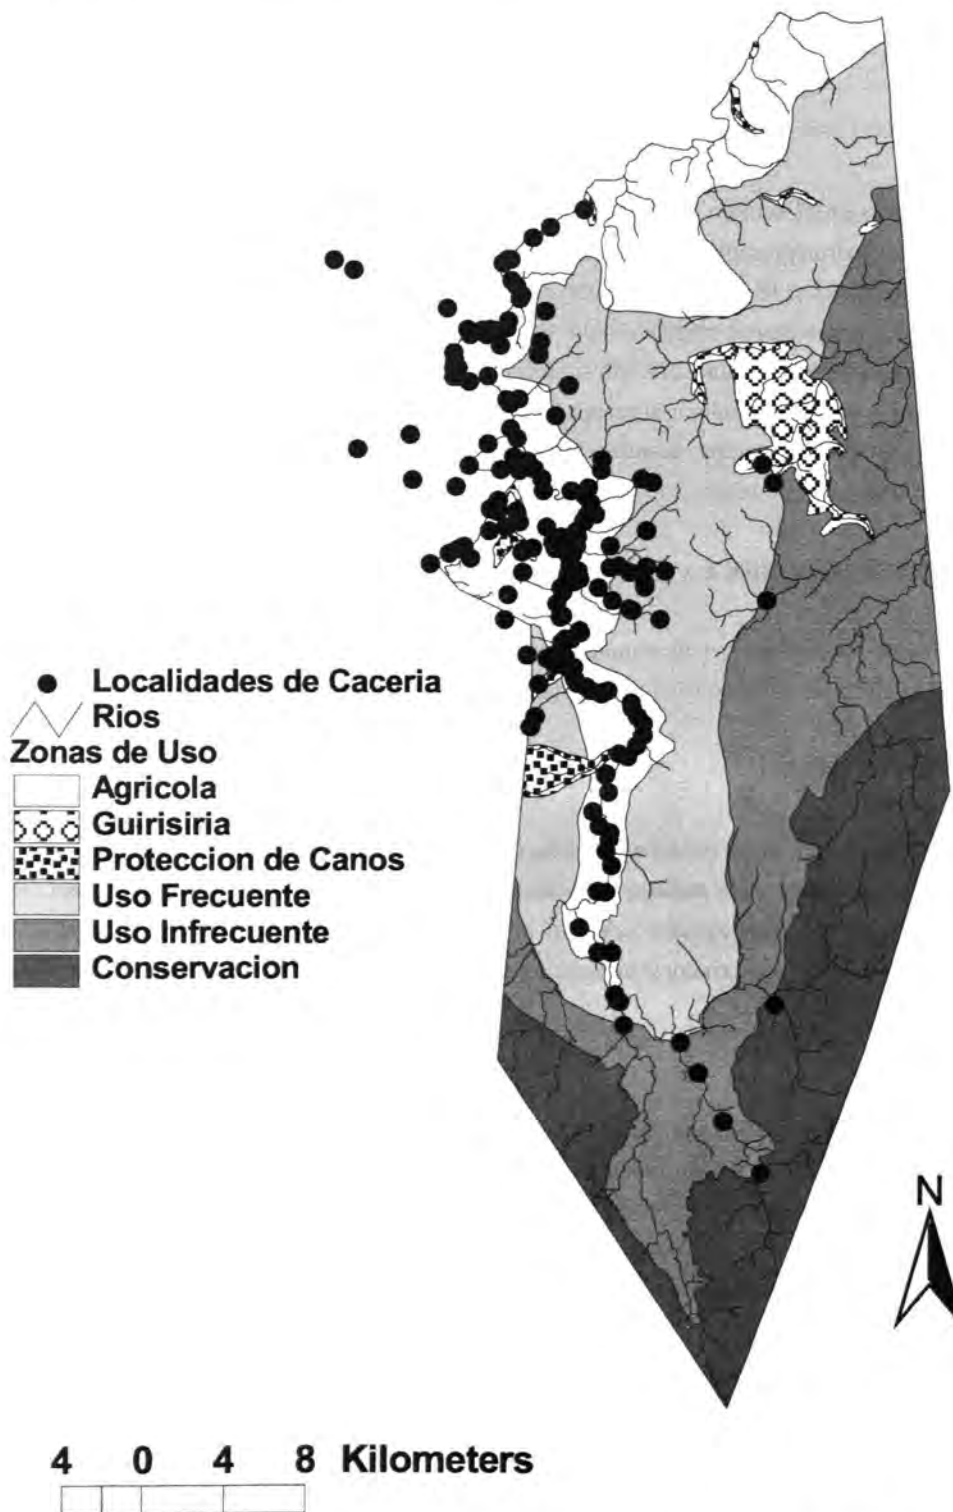 Localidades de Caceria
Rios
Zonas de Uso
Agricola
Guirisiria
Proteccion de Canos
Uso Frecuente
Uso Infrecuente
Conservacion
N
4 0 4 8 Kilometers